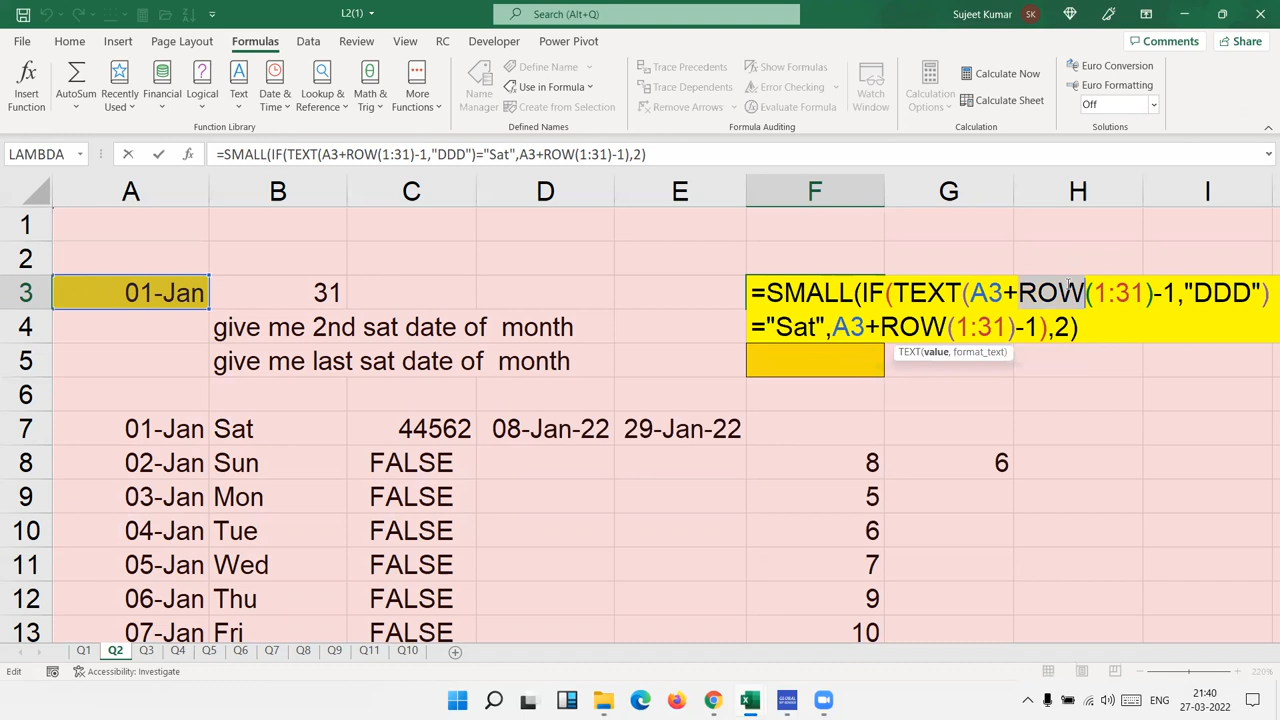 L2(1)
Search (Alt+Q)
Sujeet Kumar SK
File Home Insert Page Layout Formulas Data Review View RC Developer Power Pivot Comments Share
Insert Function
AutoSum
Recently Used
Financial
Logical
Text
Date & Time
Lookup & Reference
Math & Trig
More Functions
Function Library
Name Manager
Define Name
Use in Formula
Create from Selection
Defined Names
Trace Precedents
Trace Dependents
Remove Arrows
Show Formulas
Error Checking
Evaluate Formula
Formula Auditing
Watch Window
Calculation Options
Calculate Now
Calculate Sheet
Calculation
Euro Conversion
Euro Formatting
Off
Solutions
LAMBDA fx =SMALL(IF(TEXT(A3+ROW(1:31)-1,"DDD")="Sat",A3+ROW(1:31)-1),2)
A B C D E F G H I
1
2
3 01-Jan 31 =SMALL(IF(TEXT(A3+ROW(1:31)-1,"DDD")
4 give me 2nd sat date of month ="Sat",A3+ROW(1:31)-1),2)
TEXT(value, format_text)
5 give me last sat date of month
6
7 01-Jan Sat 44562 08-Jan-22 29-Jan-22
8 02-Jan Sun FALSE 8 6
9 03-Jan Mon FALSE 5
10 04-Jan Tue FALSE 6
11 05-Jan Wed FALSE 7
12 06-Jan Thu FALSE 9
13 07-Jan Fri FALSE 10
Q1 Q2 Q3 Q4 Q5 Q6 Q7 Q8 Q9 Q11 Q10
Edit Accessibility: Investigate 220%
ENG
21:40
27-03-2022